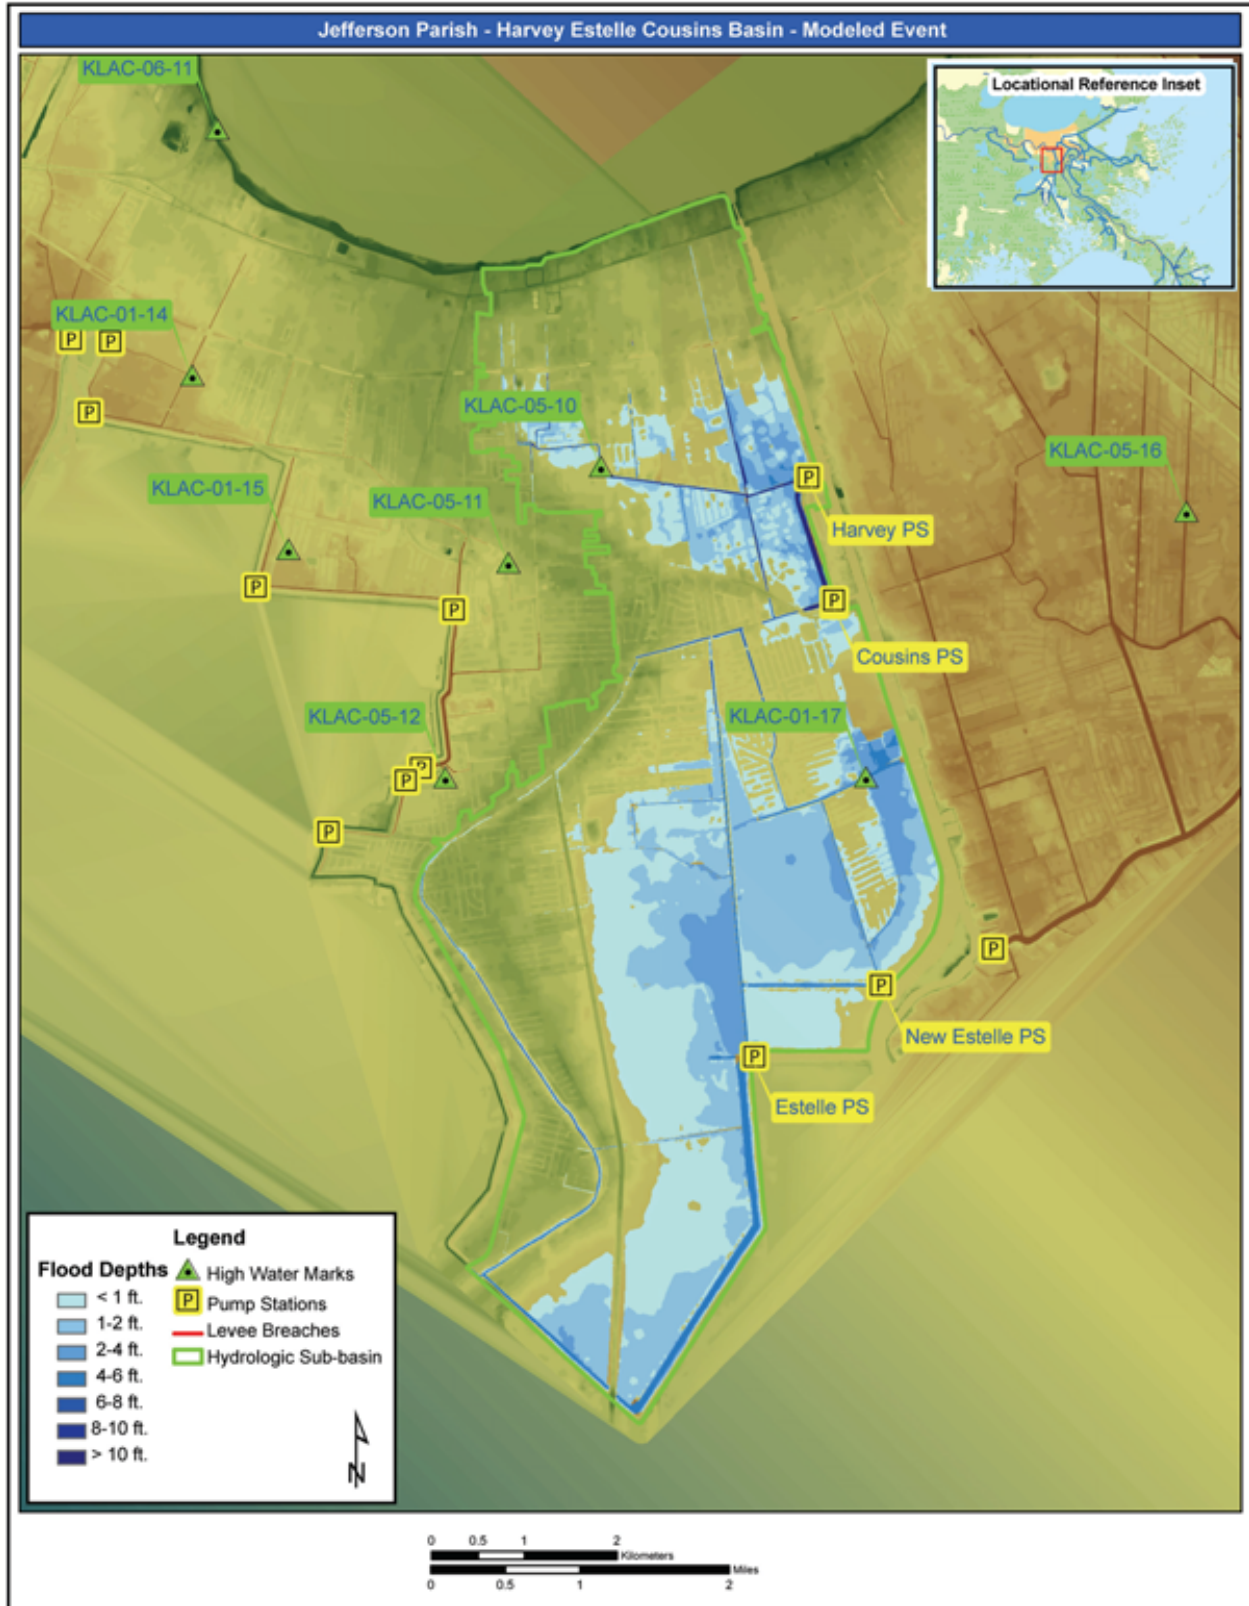 Jefferson Parish - Harvey Estelle Cousins Basin - Modeled Event
KLAC-06-11
Locational Reference Inset
KLAC-01-14
P
P
P
KLAC-05-10
KLAC-05-16
KLAC-01-15
KLAC-05-11
P
Harvey PS
P
P
P
Cousins PS
KLAC-05-12
KLAC-01-17
P
P
P
P
P
New Estelle PS
P
Estelle PS
Legend
Flood Depths
< 1 ft.
1-2 ft.
2-4 ft.
4-6 ft.
6-8 ft.
8-10 ft.
> 10 ft.
High Water Marks
P Pump Stations
Levee Breaches
Hydrologic Sub-basin
N
0 0.5 1 2
Kilometers
Miles
0 0.5 1 2